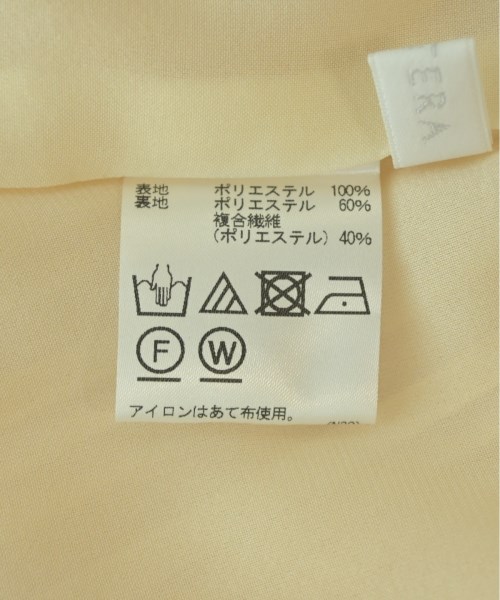 TERA
表地 ポリエステル 100%
裏地 ポリエステル 60%
複合繊維
(ポリエステル) 40%
F W
アイロンはあて布使用。